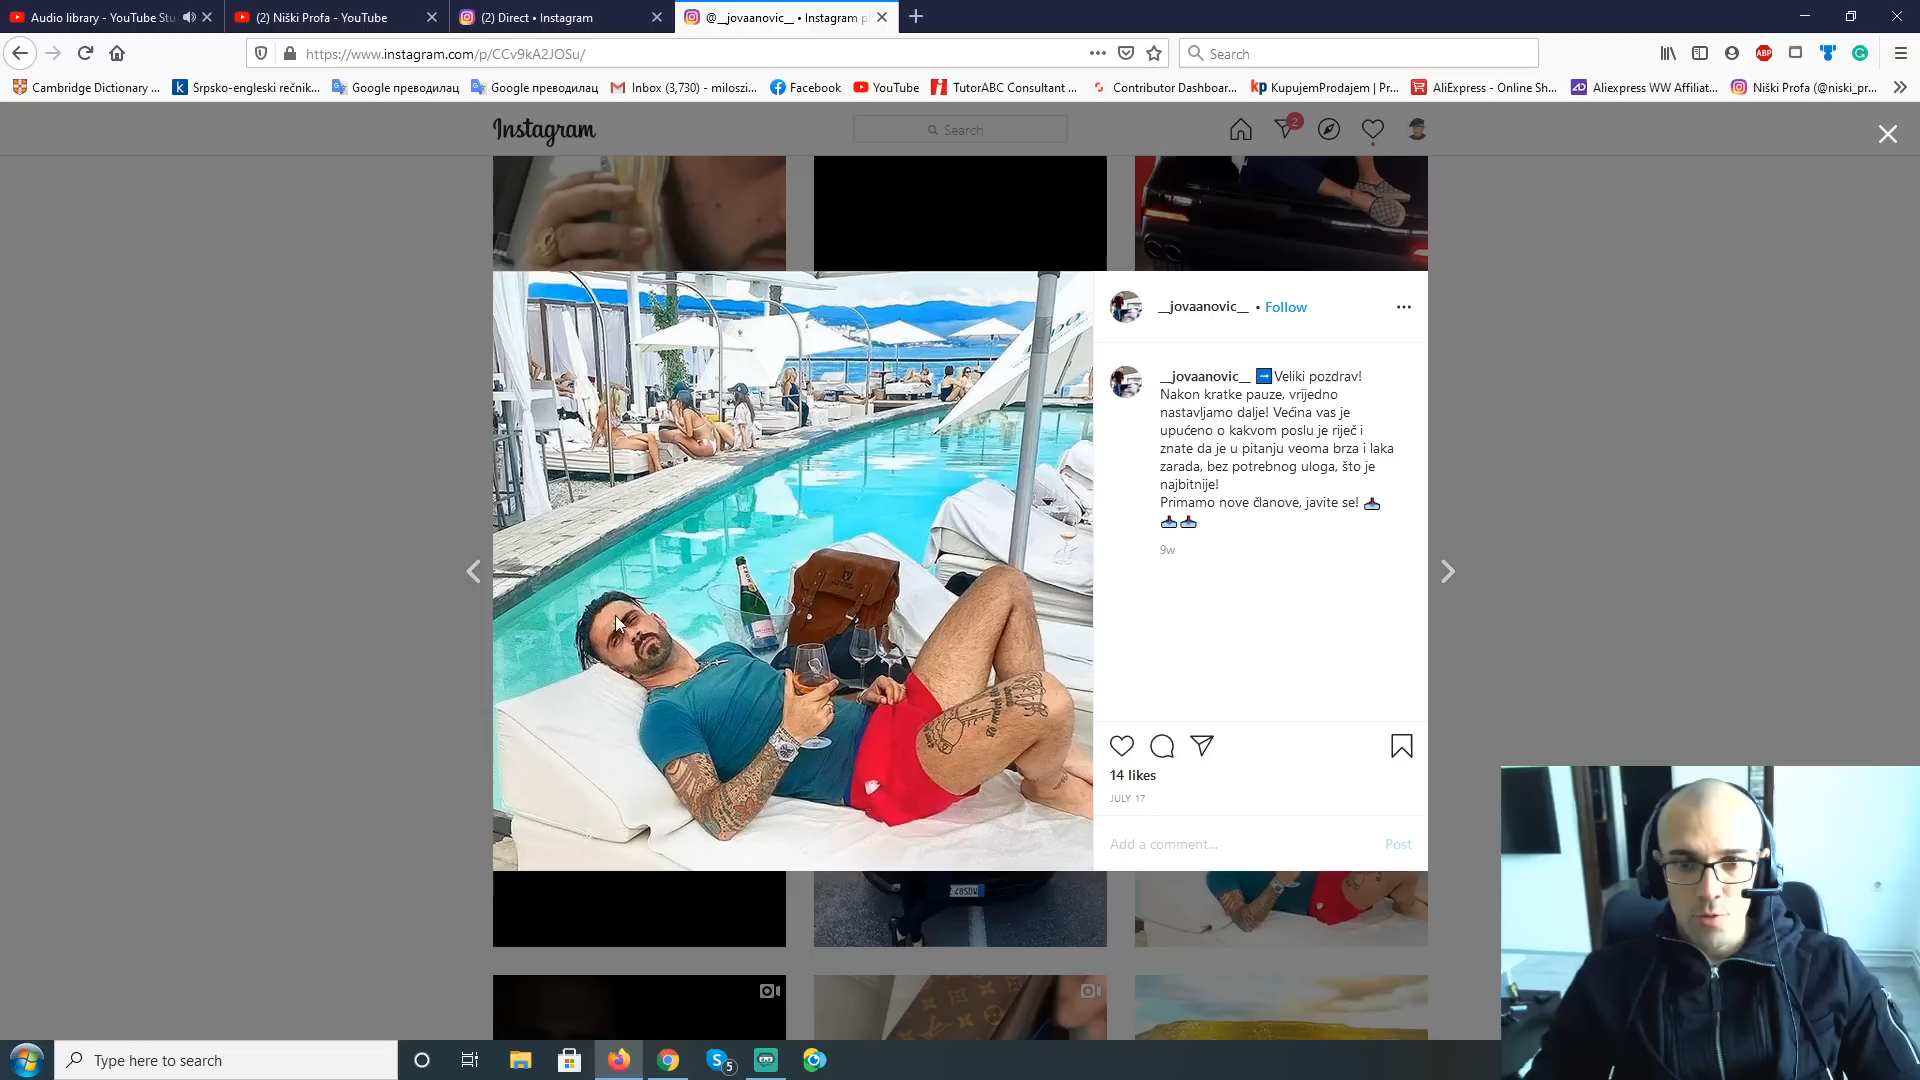 Audio library - YouTube Stu
(2) Niški Profa - YouTube
(2) Direct • Instagram
@__jovaanovic__ • Instagram p
https://www.instagram.com/p/CCv9kA2JOSu/
Search
Cambridge Dictionary ...
Srpsko-engleski rečnik...
Google преводилац
Google преводилац
Inbox (3,730) - miloszi...
Facebook
YouTube
TutorABC Consultant ...
Contributor Dashboar...
KupujemProdajem | Pr...
AliExpress - Online Sh...
Aliexpress WW Affiliat...
Niški Profa (@niski_pr...
Instagram
Search
2
__jovaanovic__ • Follow
__jovaanovic__ ➡Veliki pozdrav!
Nakon kratke pauze, vrijedno
nastavljamo dalje! Većina vas je
upućeno o kakvom poslu je riječ i
znate da je u pitanju veoma brza i laka
zarada, bez potrebnog uloga, što je
najbitnije!
Primamo nove članove, javite se! 📥
📥📥
9w
14 likes
JULY 17
Add a comment...
Post
485DW
Type here to search
5